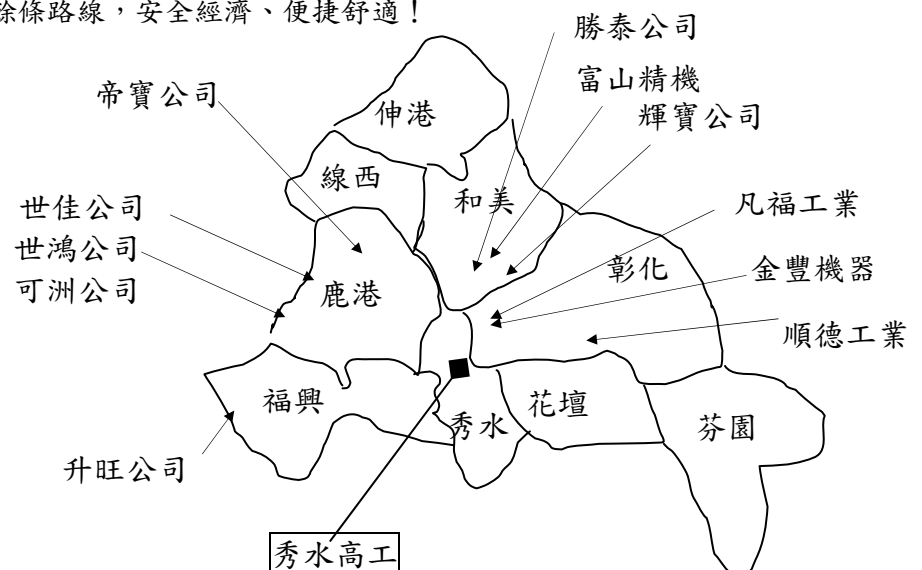 餘條路線，安全經濟、便捷舒適！
勝泰公司
富山精機
輝寶公司
帝寶公司
伸港
線西
和美
世佳公司
世鴻公司
可洲公司
凡福工業
金豐機器
順德工業
彰化
鹿港
福興
秀水
花壇
芬園
升旺公司
秀水高工